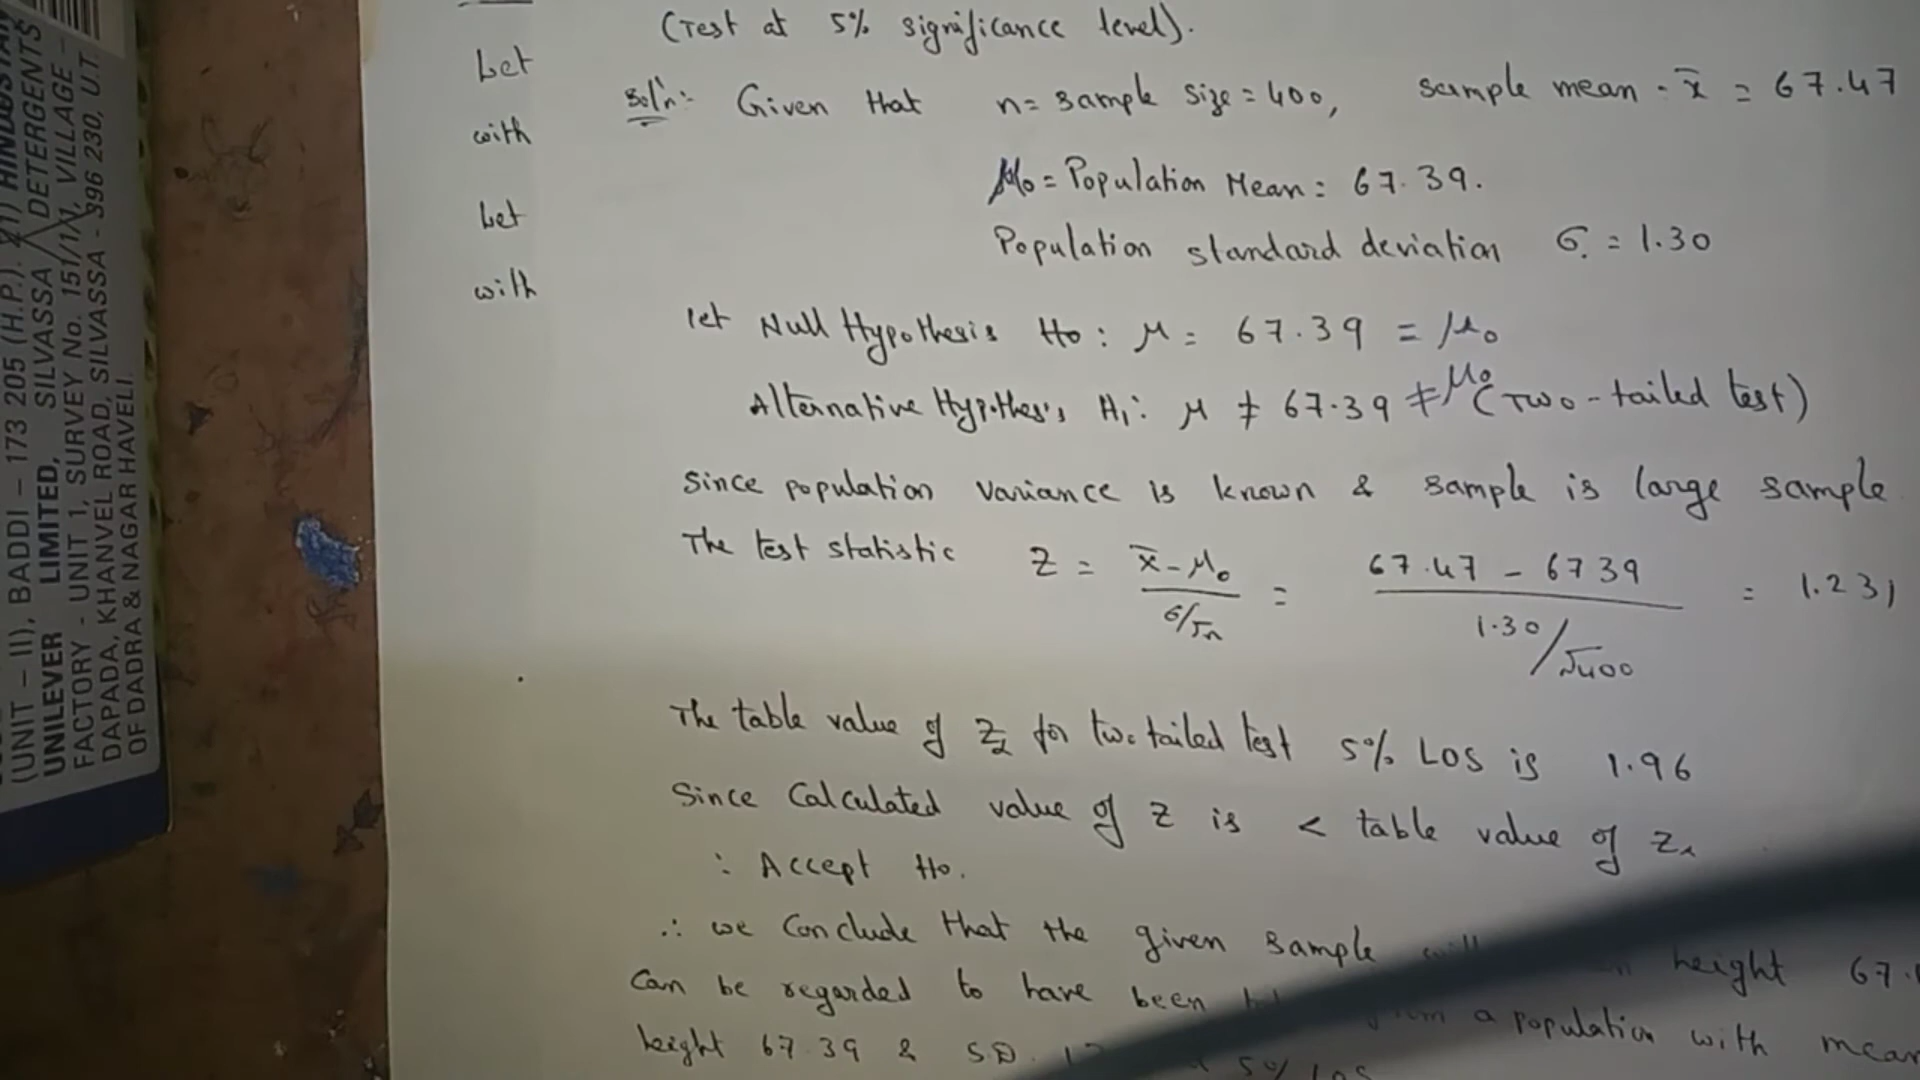 (UNIT – II), BADDI – 173 205 (H.P.).
UNILEVER LIMITED, SILVASSA DETERGENTS
FACTORY - UNIT 1, SURVEY No. 151/1/1, VILLAGE -
DAPADA, KHANVEL ROAD, SILVASSA - 396 230, UT
OF DADRA & NAGAR HAVELI
Let
with
Let
with
(Test at 5% significance level).
Sol'n:- Given that n = sample size = 400, sample mean - x̄ = 67.47
μ₀ = Population Mean = 67.39.
Population standard deviation σ = 1.30
let Null Hypothesis H₀ : μ = 67.39 = μ₀
Alternative Hypothesis H₁ : μ ≠ 67.39 ≠ μ₀ (Two-tailed test)
Since population variance is known & sample is large sample
The test statistic Z = x̄ - μ₀ / σ/√n = 67.47 - 67 39 / 1.30/√400 = 1.231
The table value of Zα for two tailed test 5% LOS is 1.96
Since Calculated value of Z is < table value of Zα
∴ Accept H₀.
∴ we Conclude that the given sample height 67.
Can be regarded to have been a population with mean
height 67.39 & S.D. 5% LOS